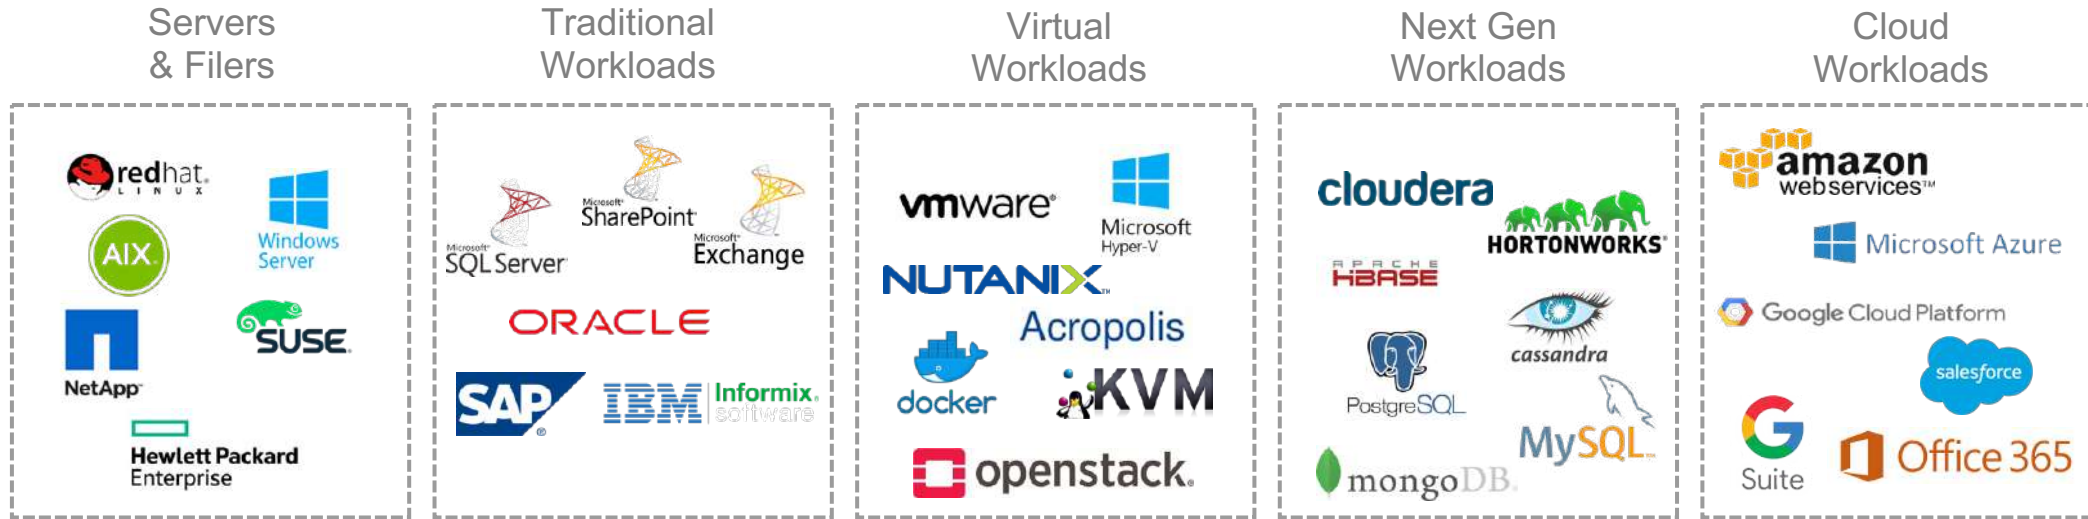 Servers
& Filers
redhat.
LINUX
Windows
Server
AIX
SUSE.
NetApp
Hewlett Packard
Enterprise
Traditional
Workloads
Microsoft
SharePoint
Microsoft
SQL Server
Microsoft
Exchange
ORACLE
SAP®
IBM Informix.
software
Virtual
Workloads
vmware®
Microsoft
Hyper-V
NUTANIX™
Acropolis
docker
KVM
openstack.
Next Gen
Workloads
cloudera
HORTONWORKS
APACHE
HBASE
cassandra
PostgreSQL
MySQL™
mongoDB.
Cloud
Workloads
amazon
webservices™
Microsoft Azure
Google Cloud Platform
salesforce
G
Suite
Office 365